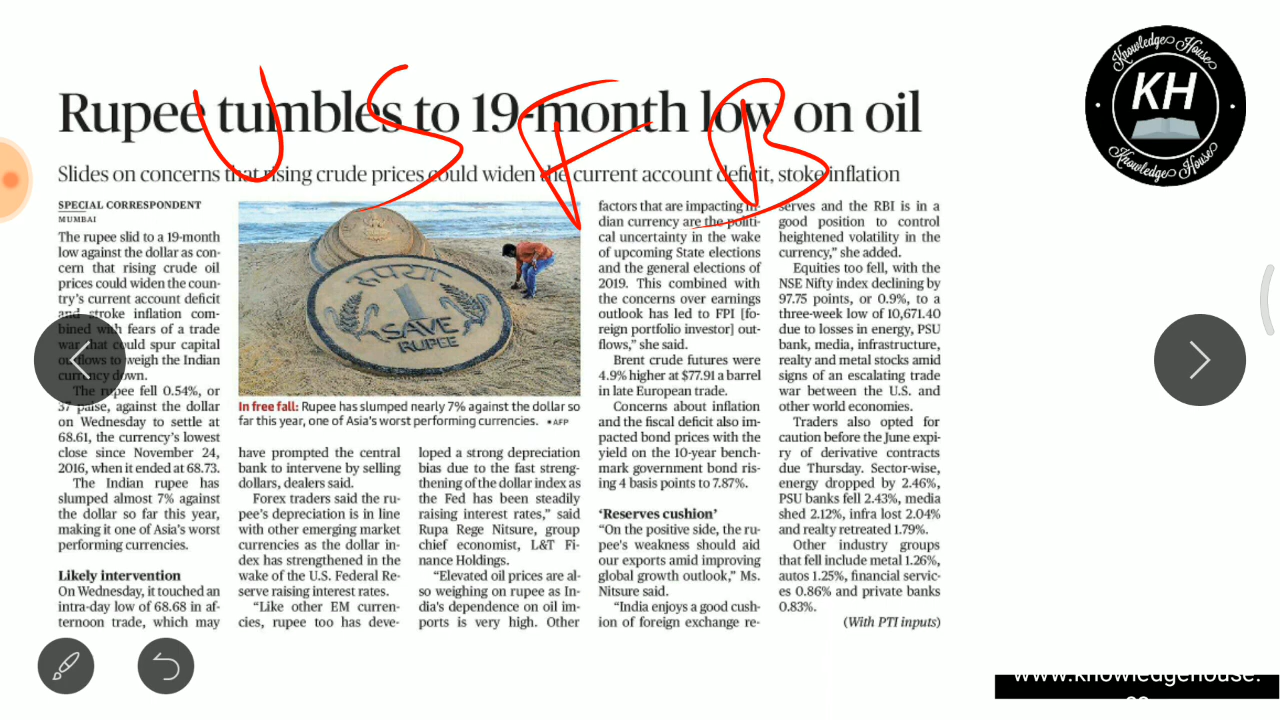 Rupee tumbles to 19-month low on oil
Slides on concerns that rising crude prices could widen the current account deficit, stoke inflation
U S F B
Knowledge House
KH
Knowledge House
SPECIAL CORRESPONDENT
MUMBAI
The rupee slid to a 19-month
low against the dollar as con-
cern that rising crude oil
prices could widen the coun-
try's current account deficit
and stroke inflation com-
bined with fears of a trade
war that could spur capital
outflows to weigh the Indian
currency down.
The rupee fell 0.54%, or
37 paise, against the dollar
on Wednesday to settle at
68.61, the currency's lowest
close since November 24,
2016, when it ended at 68.73.
The Indian rupee has
slumped almost 7% against
the dollar so far this year,
making it one of Asia's worst
performing currencies.
Likely intervention
On Wednesday, it touched an
intra-day low of 68.68 in af-
ternoon trade, which may
रुपया
1
SAVE
RUPEE
In free fall: Rupee has slumped nearly 7% against the dollar so
far this year, one of Asia's worst performing currencies. •AFP
have prompted the central
bank to intervene by selling
dollars, dealers said.
Forex traders said the ru-
pee's depreciation is in line
with other emerging market
currencies as the dollar in-
dex has strengthened in the
wake of the U.S. Federal Re-
serve raising interest rates.
"Like other EM curren-
cies, rupee too has deve-
loped a strong depreciation
bias due to the fast streng-
thening of the dollar index as
the Fed has been steadily
raising interest rates," said
Rupa Rege Nitsure, group
chief economist, L&T Fi-
nance Holdings.
"Elevated oil prices are al-
so weighing on rupee as In-
dia's dependence on oil im-
ports is very high. Other
factors that are impacting In-
dian currency are the politi-
cal uncertainty in the wake
of upcoming State elections
and the general elections of
2019. This combined with
the concerns over earnings
outlook has led to FPI [fo-
reign portfolio investor] out-
flows," she said.
Brent crude futures were
4.9% higher at $77.91 a barrel
in late European trade.
Concerns about inflation
and the fiscal deficit also im-
pacted bond prices with the
yield on the 10-year bench-
mark government bond ris-
ing 4 basis points to 7.87%.
'Reserves cushion'
"On the positive side, the ru-
pee's weakness should aid
our exports amid improving
global growth outlook," Ms.
Nitsure said.
"India enjoys a good cush-
ion of foreign exchange re-
serves and the RBI is in a
good position to control
heightened volatility in the
currency," she added.
Equities too fell, with the
NSE Nifty index declining by
97.75 points, or 0.9%, to a
three-week low of 10,671.40
due to losses in energy, PSU
bank, media, infrastructure,
realty and metal stocks amid
signs of an escalating trade
war between the U.S. and
other world economies.
Traders also opted for
caution before the June expi-
ry of derivative contracts
due Thursday. Sector-wise,
energy dropped by 2.46%,
PSU banks fell 2.43%, media
shed 2.12%, infra lost 2.04%
and realty retreated 1.79%.
Other industry groups
that fell include metal 1.26%,
autos 1.25%, financial servic-
es 0.86% and private banks
0.83%.
(With PTI inputs)
www.knowledgehouse.